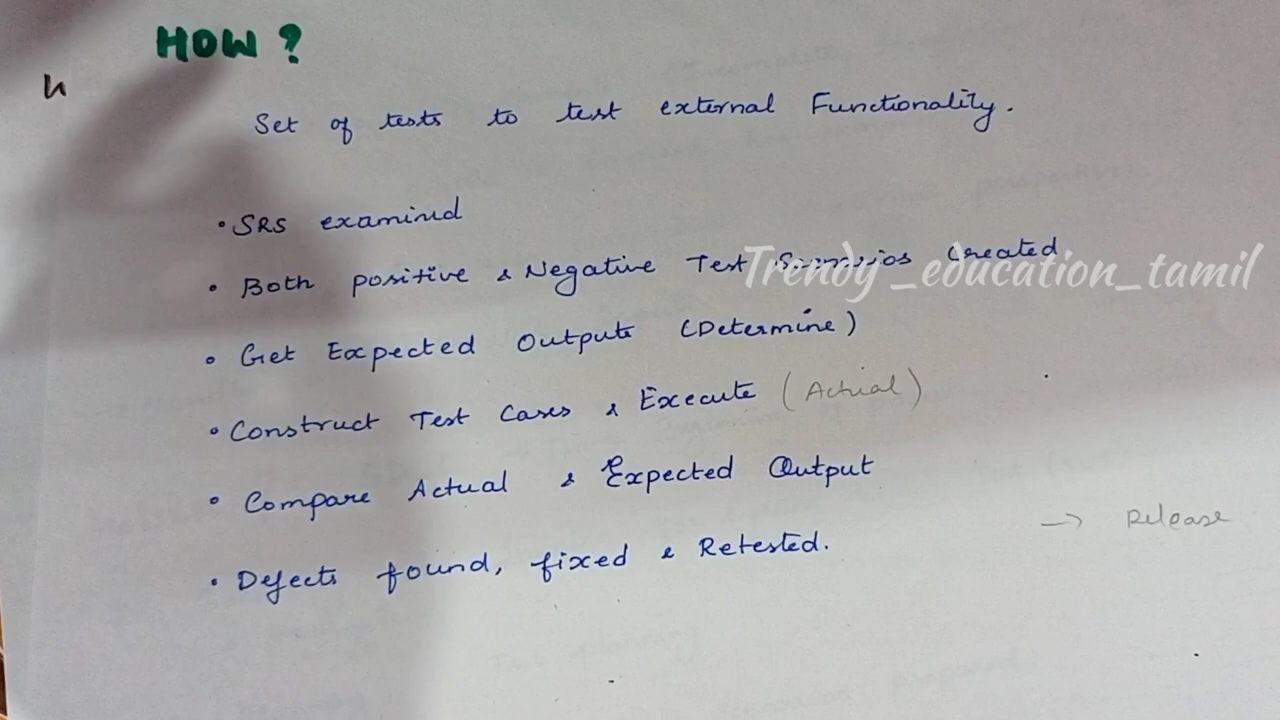 HOW ?
Set of tests to test external Functionality.
• SRS examined
• Both positive & Negative Test Scenarios Created
Trendy_education_tamil
• Get Expected Outputs (Determine)
• Construct Test Cases & Execute (Actual)
• Compare Actual & Expected Output
→ Release
• Defects found, fixed & Retested.